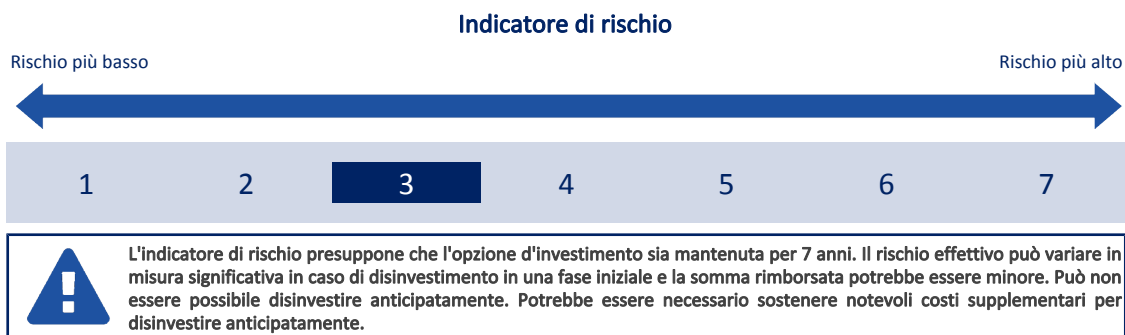 Indicatore di rischio
Rischio più basso
Rischio più alto
1 2 3 4 5 6 7
L'indicatore di rischio presuppone che l'opzione d'investimento sia mantenuta per 7 anni. Il rischio effettivo può variare in
misura significativa in caso di disinvestimento in una fase iniziale e la somma rimborsata potrebbe essere minore. Può non
essere possibile disinvestire anticipatamente. Potrebbe essere necessario sostenere notevoli costi supplementari per
disinvestire anticipatamente.